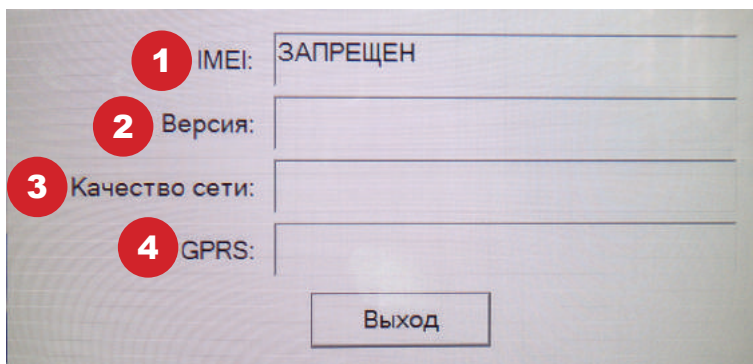 1 IMEI: ЗАПРЕЩЕН
2 Версия:
3 Качество сети:
4 GPRS:
Выход